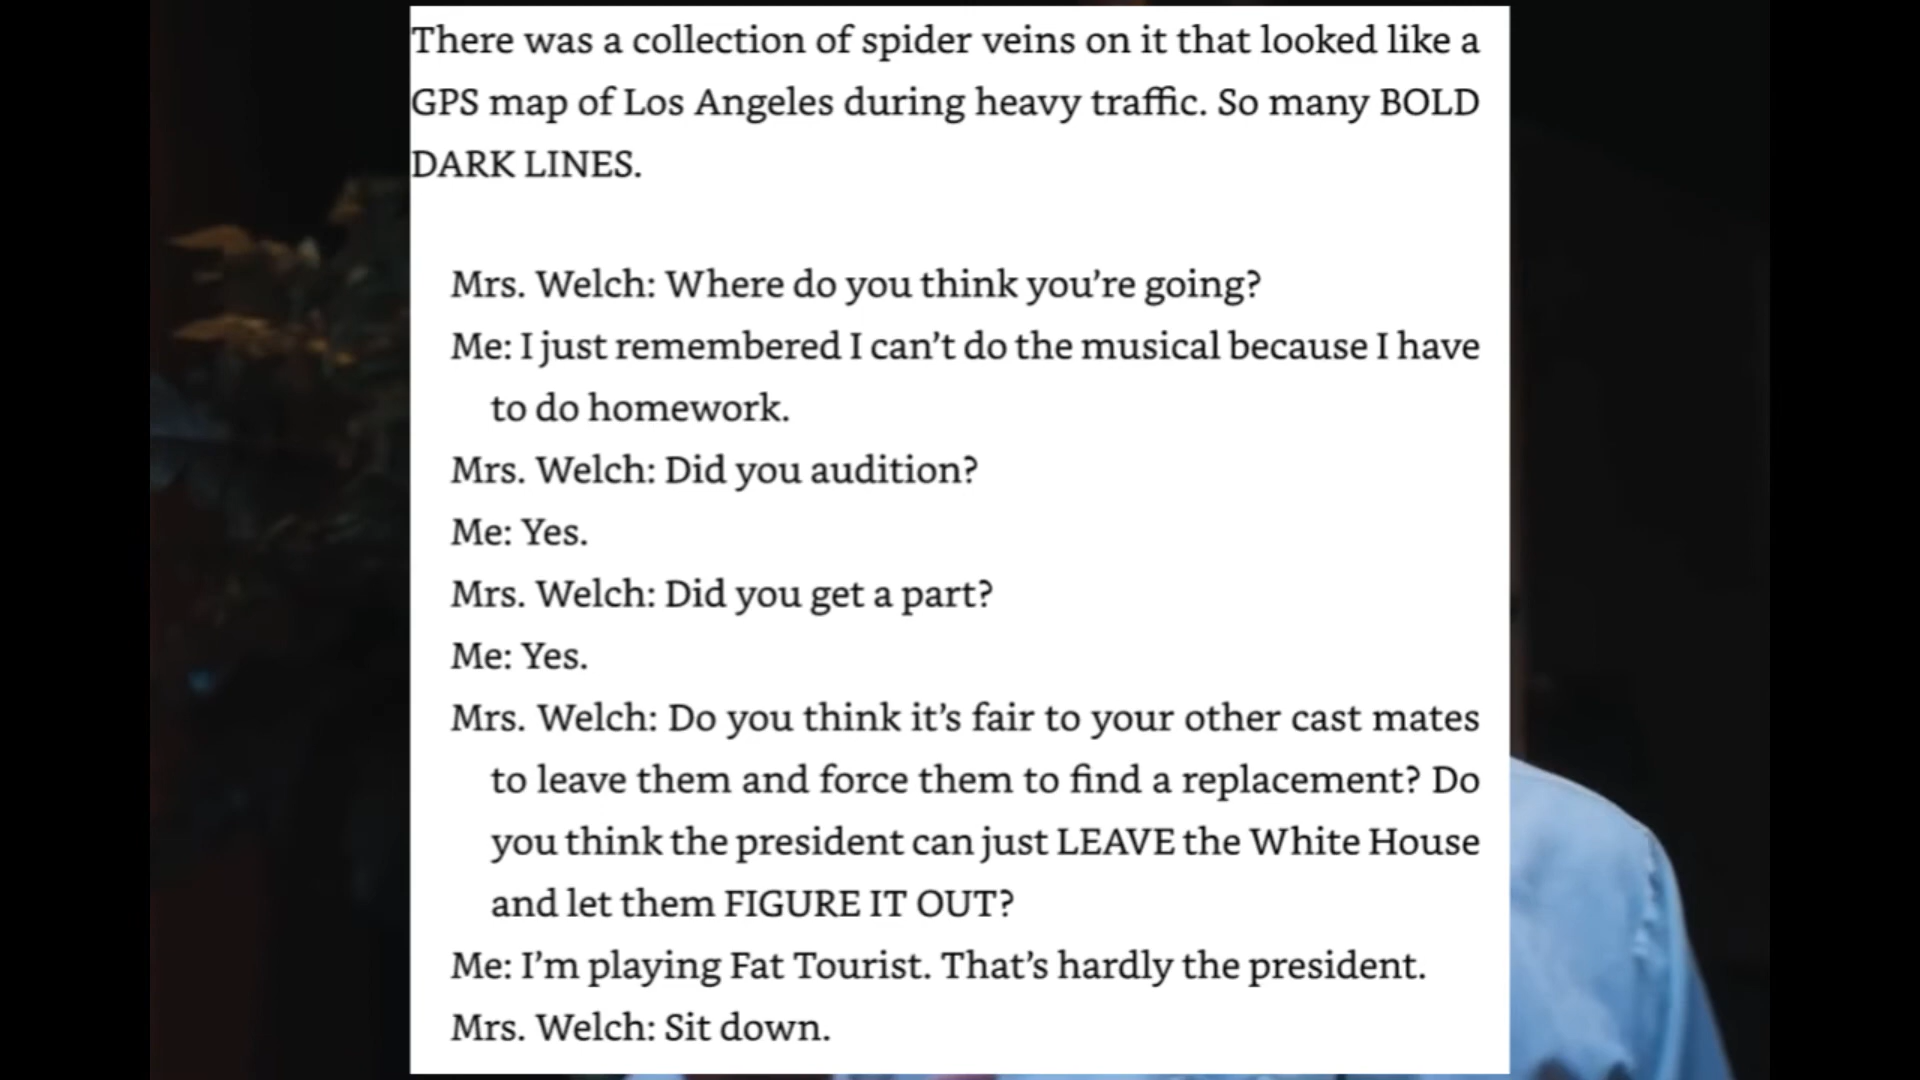 There was a collection of spider veins on it that looked like a
GPS map of Los Angeles during heavy traffic. So many BOLD
DARK LINES.
Mrs. Welch: Where do you think you’re going?
Me: I just remembered I can’t do the musical because I have
to do homework.
Mrs. Welch: Did you audition?
Me: Yes.
Mrs. Welch: Did you get a part?
Me: Yes.
Mrs. Welch: Do you think it’s fair to your other cast mates
to leave them and force them to find a replacement? Do
you think the president can just LEAVE the White House
and let them FIGURE IT OUT?
Me: I’m playing Fat Tourist. That’s hardly the president.
Mrs. Welch: Sit down.